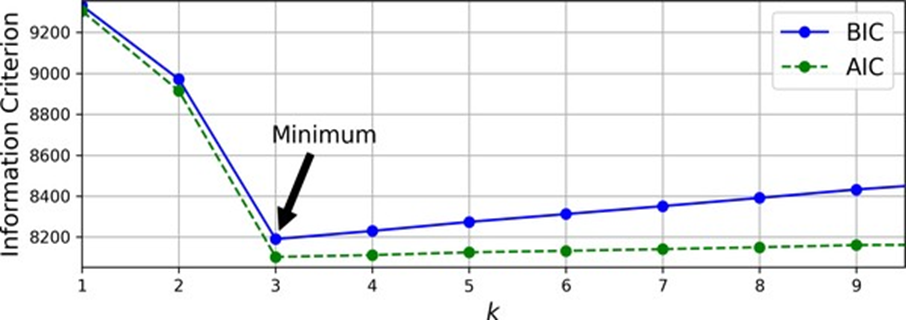 Information Criterion
9200
9000
8800
8600
8400
8200
Minimum
BIC
AIC
1 2 3 4 5 6 7 8 9
k